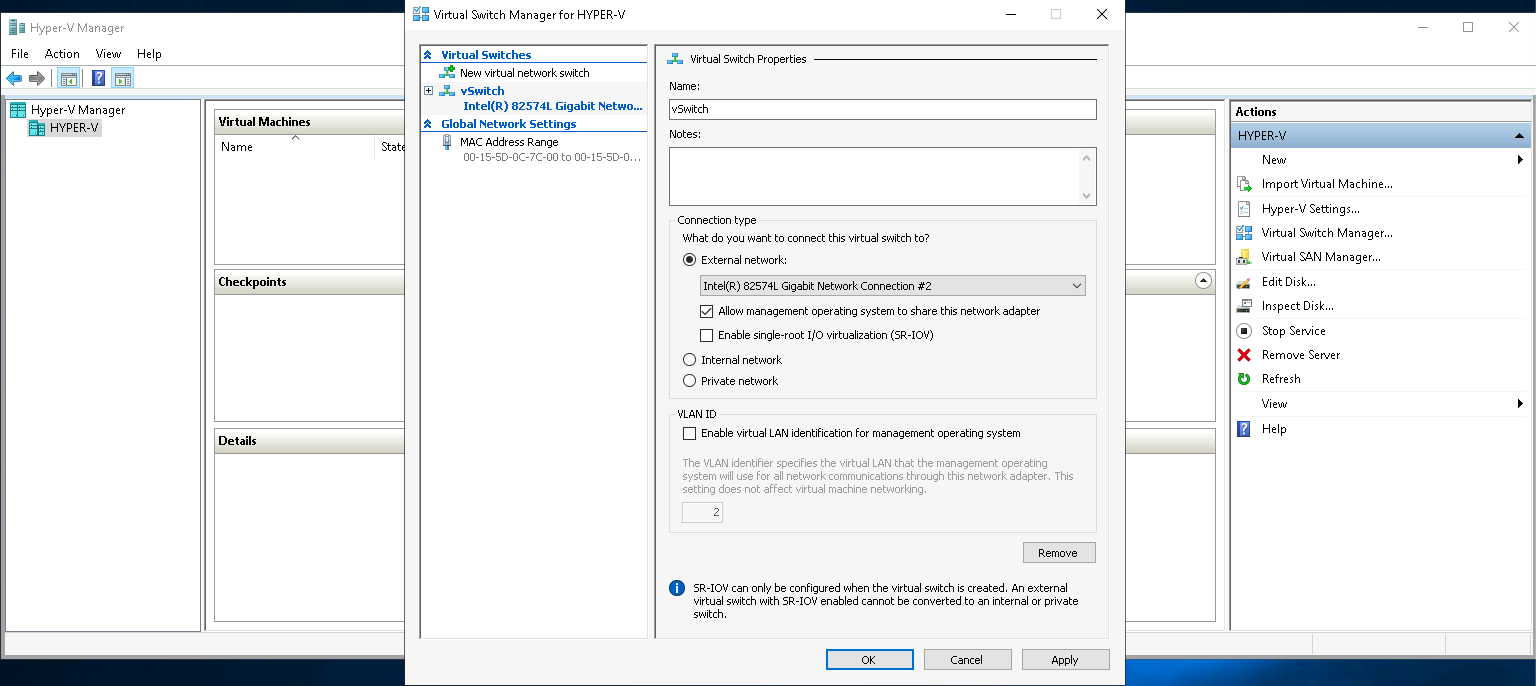 Hyper-V Manager
File Action View Help
Hyper-V Manager
HYPER-V
Virtual Machines
Name State
Checkpoints
Details
Virtual Switch Manager for HYPER-V
Virtual Switches
New virtual network switch
vSwitch
Intel(R) 82574L Gigabit Netwo...
Global Network Settings
MAC Address Range
00-15-5D-0C-7C-00 to 00-15-5D-0...
Virtual Switch Properties
Name:
vSwitch
Notes:
Connection type
What do you want to connect this virtual switch to?
External network:
Intel(R) 82574L Gigabit Network Connection #2
Allow management operating system to share this network adapter
Enable single-root I/O virtualization (SR-IOV)
Internal network
Private network
VLAN ID
Enable virtual LAN identification for management operating system
The VLAN identifier specifies the virtual LAN that the management operating
system will use for all network communications through this network adapter. This
setting does not affect virtual machine networking.
2
Remove
SR-IOV can only be configured when the virtual switch is created. An external
virtual switch with SR-IOV enabled cannot be converted to an internal or private
switch.
OK Cancel Apply
Actions
HYPER-V
New
Import Virtual Machine...
Hyper-V Settings...
Virtual Switch Manager...
Virtual SAN Manager...
Edit Disk...
Inspect Disk...
Stop Service
Remove Server
Refresh
View
Help